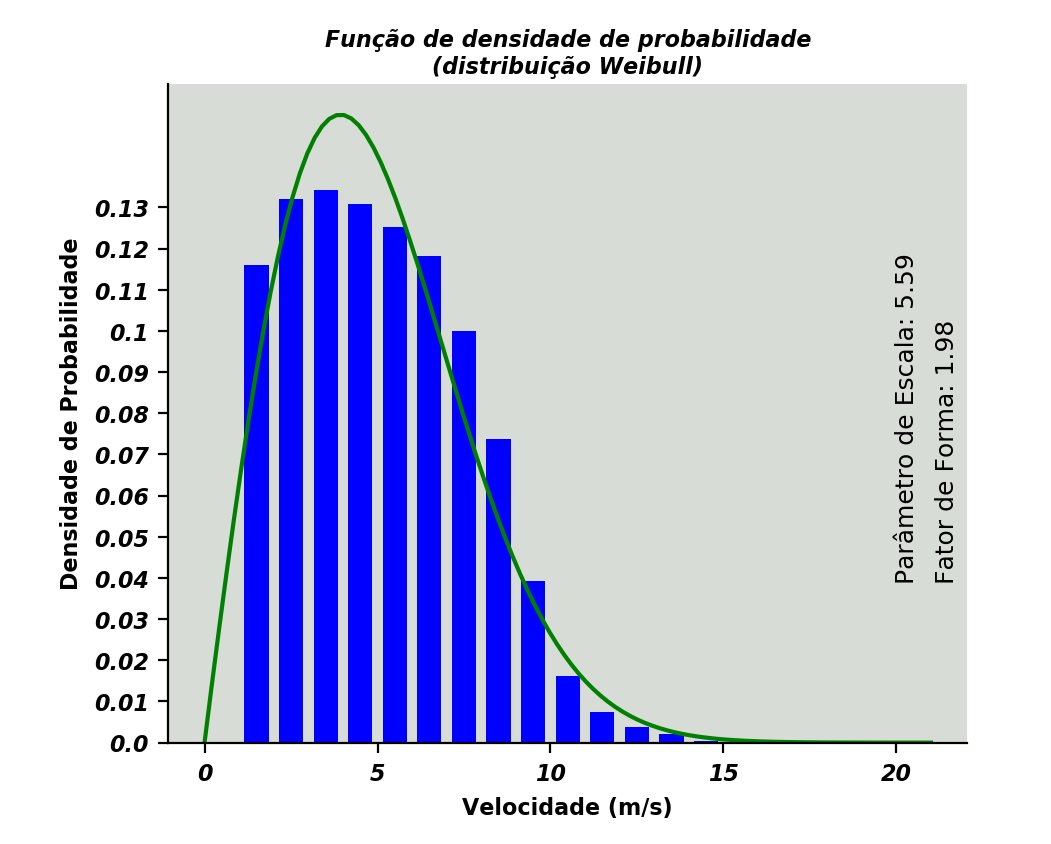 Função de densidade de probabilidade
(distribuição Weibull)
Densidade de Probabilidade
0.13
0.12
0.11
0.1
0.09
0.08
0.07
0.06
0.05
0.04
0.03
0.02
0.01
0.0
Parâmetro de Escala: 5.59
Fator de Forma: 1.98
0 5 10 15 20
Velocidade (m/s)